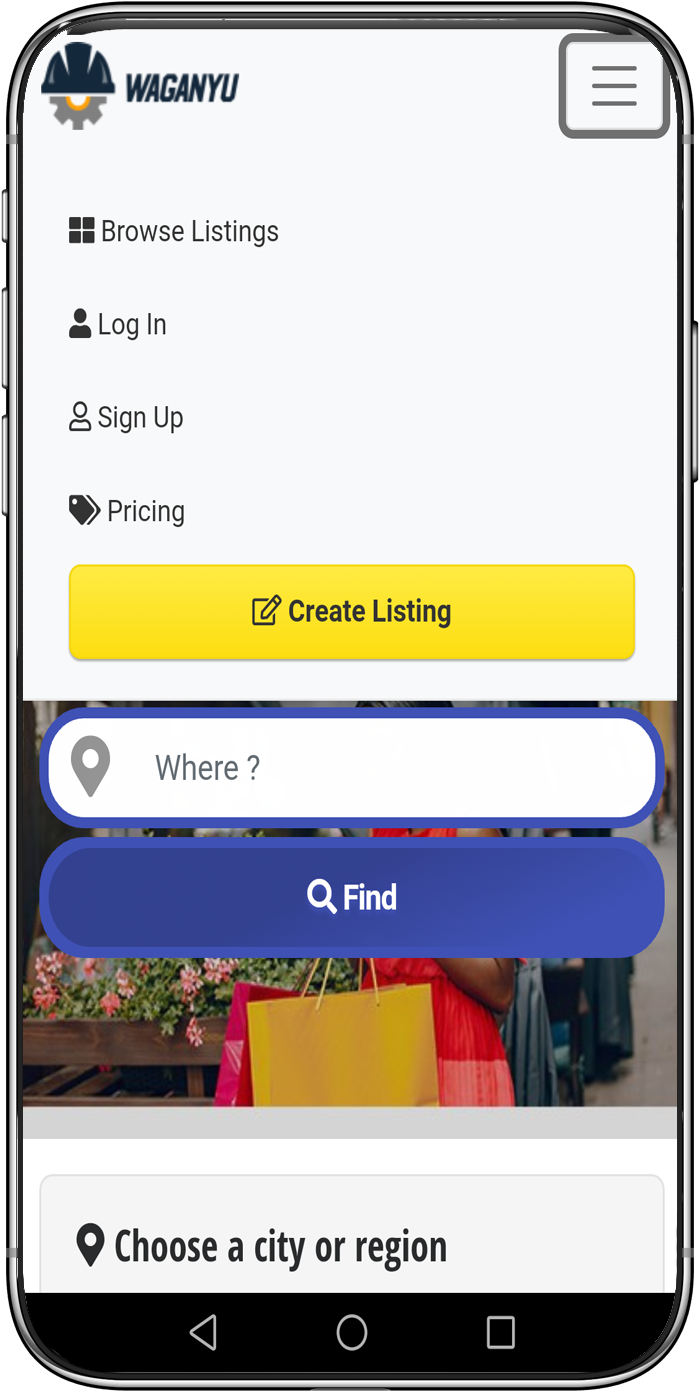 WAGANYU
Browse Listings
Log In
Sign Up
Pricing
Create Listing
Where ?
Find
Choose a city or region